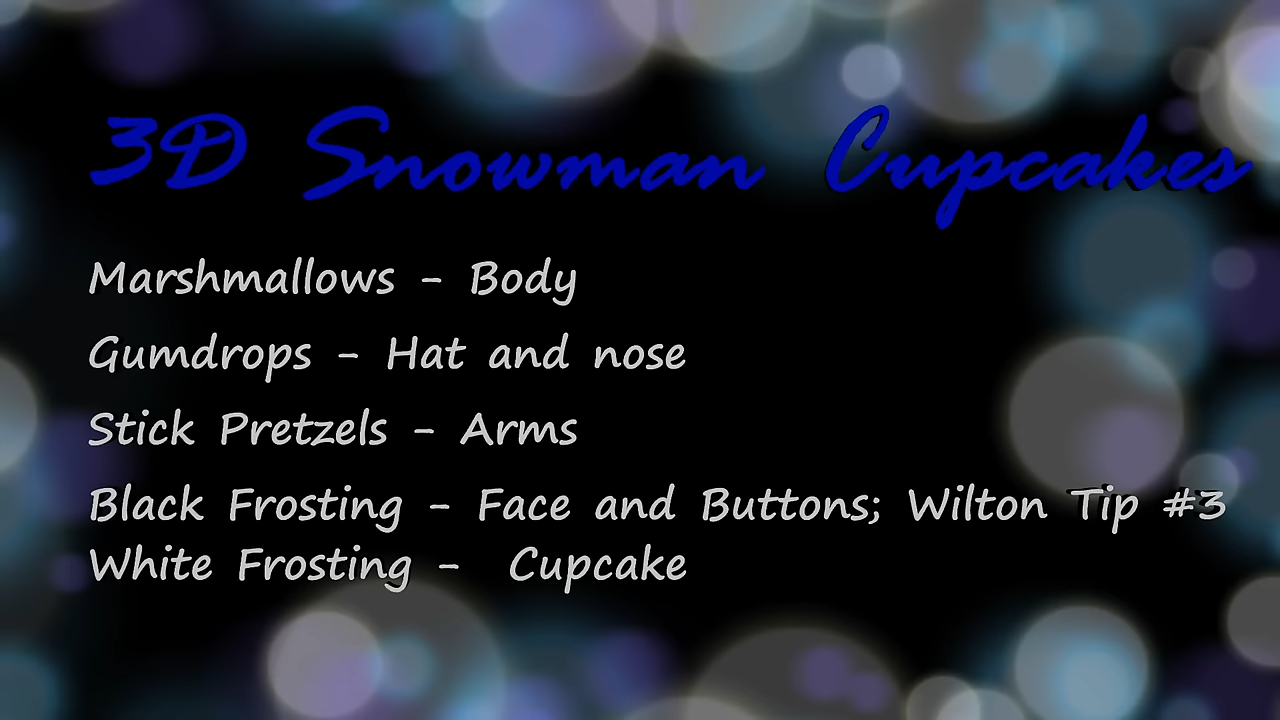 3D Snowman Cupcakes
Marshmallows - Body
Gumdrops - Hat and nose
Stick Pretzels - Arms
Black Frosting - Face and Buttons; Wilton Tip #3
White Frosting - Cupcake